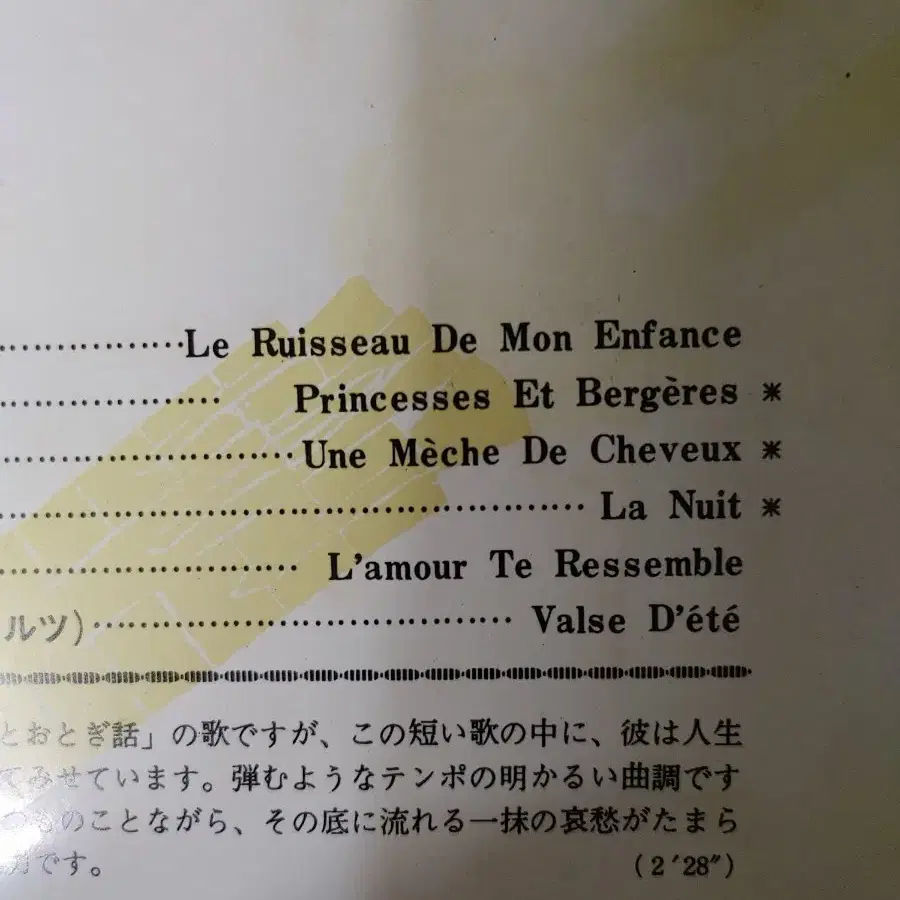 Le Ruisseau De Mon Enfance
Princesses Et Bergères *
Une Mèche De Cheveux *
La Nuit *
L'amour Te Ressemble
ルツ) Valse D'été
とおとぎ話」の歌ですが、この短い歌の中に、彼は人生
てみせています。弾むようなテンポの明かるい曲調です
つものことながら、その底に流れる一抹の哀愁がたまら
です。 (2′28″)